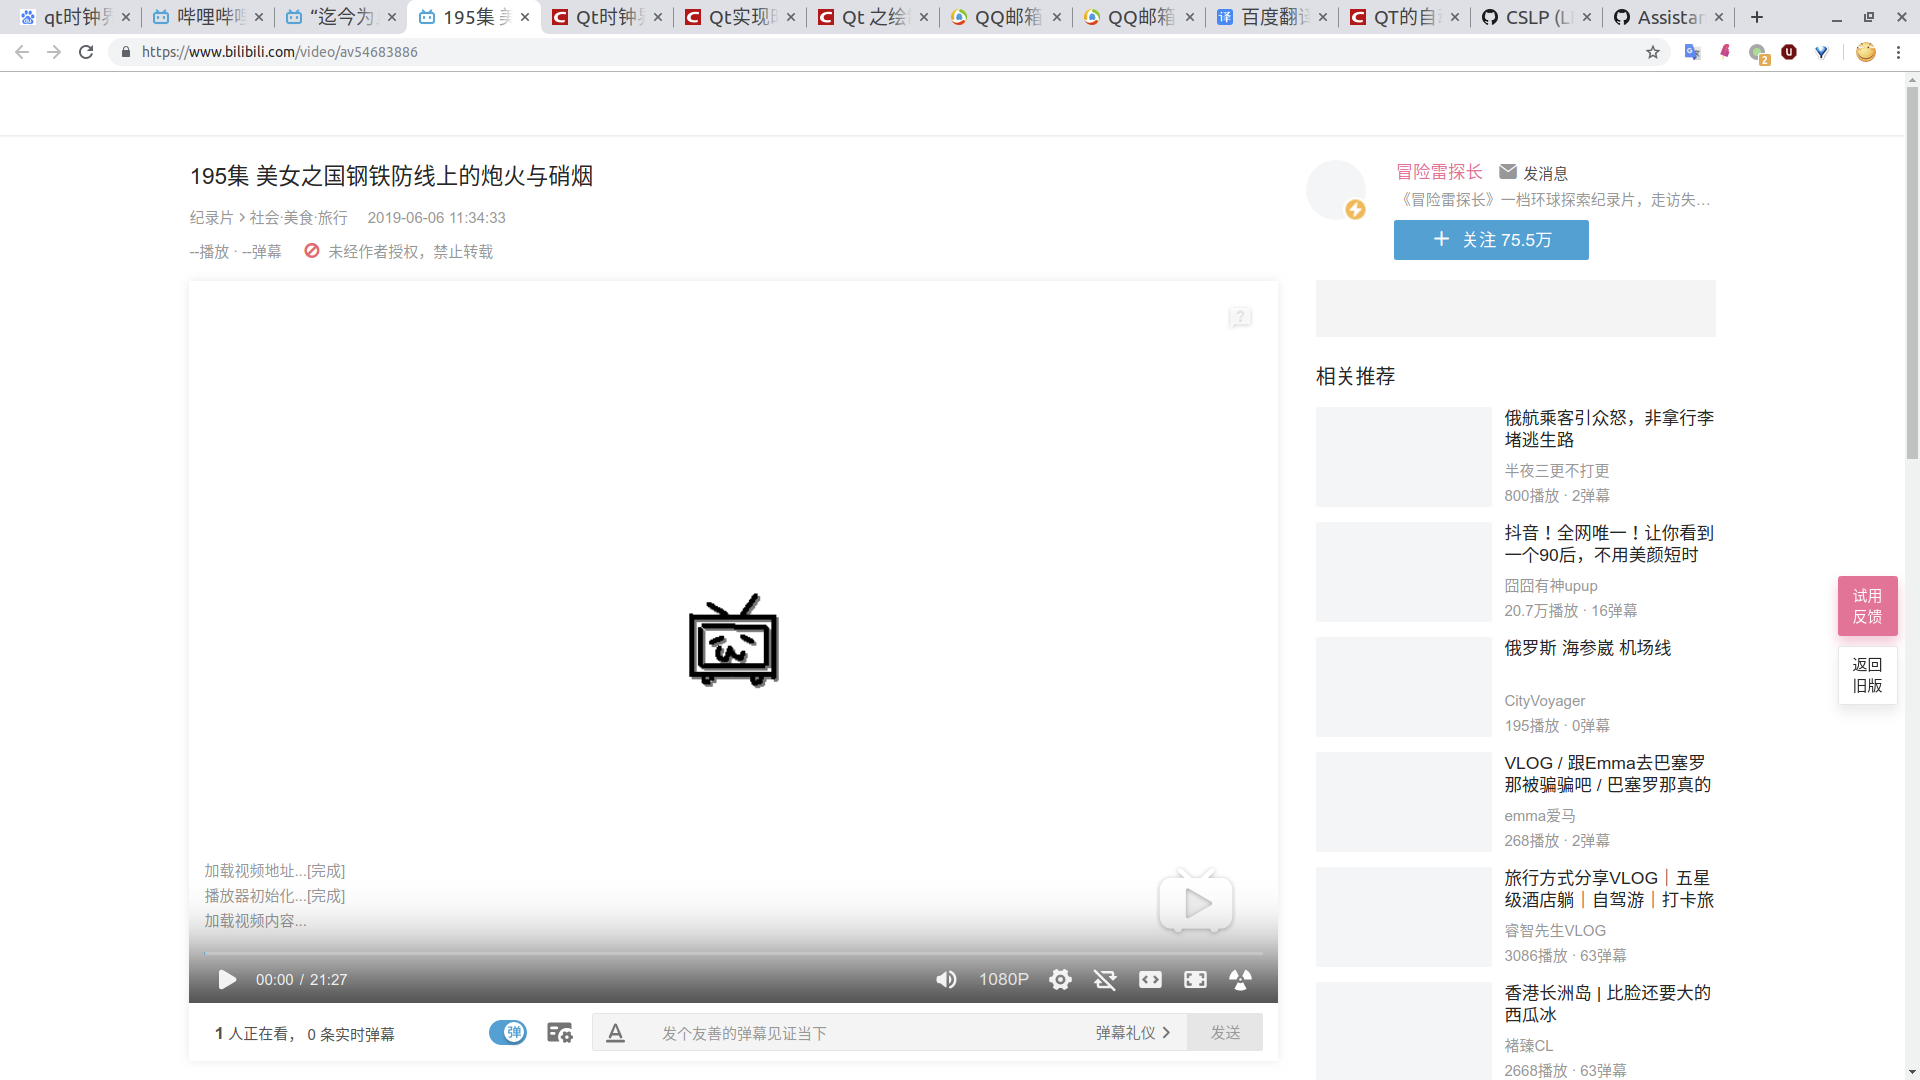 qt时钟界
哔哩哔哩
“迄今为
195集 美
Qt时钟界
Qt实现时
Qt 之绘
QQ邮箱
QQ邮箱
百度翻译
QT的自
CSLP (L
Assistan
https://www.bilibili.com/video/av54683886
2
195集 美女之国钢铁防线上的炮火与硝烟
纪录片 > 社会·美食·旅行 2019-06-06 11:34:33
--播放 · --弹幕 未经作者授权，禁止转载
冒险雷探长 发消息
《冒险雷探长》一档环球探索纪录片，走访失…
+ 关注 75.5万
相关推荐
俄航乘客引众怒，非拿行李
堵逃生路
半夜三更不打更
800播放 · 2弹幕
抖音！全网唯一！让你看到
一个90后，不用美颜短时
囧囧有神upup
20.7万播放 · 16弹幕
俄罗斯 海参崴 机场线
CityVoyager
195播放 · 0弹幕
VLOG / 跟Emma去巴塞罗
那被骗骗吧 / 巴塞罗那真的
emma爱马
268播放 · 2弹幕
旅行方式分享VLOG｜五星
级酒店躺｜自驾游｜打卡旅
睿智先生VLOG
3086播放 · 63弹幕
香港长洲岛 | 比脸还要大的
西瓜冰
褚臻CL
2668播放 · 63弹幕
试用
反馈
返回
旧版
加载视频地址...[完成]
播放器初始化...[完成]
加载视频内容...
00:00 / 21:27
1080P
1 人正在看， 0 条实时弹幕
弹
A 发个友善的弹幕见证当下
弹幕礼仪 >
发送